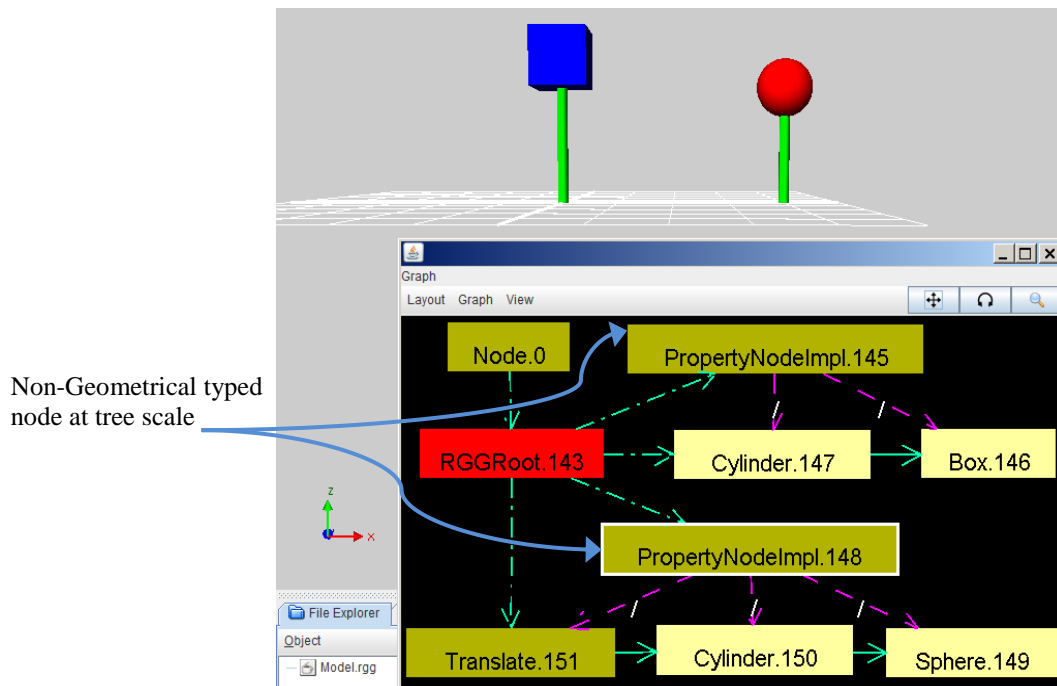 Graph
Layout Graph View
Node.0
PropertyNodeImpl.145
Non-Geometrical typed
node at tree scale
/ /
RGGRoot.143
Cylinder.147
Box.146
z
x
PropertyNodeImpl.148
/ / /
File Explorer
Object
Model.rgg
Translate.151
Cylinder.150
Sphere.149